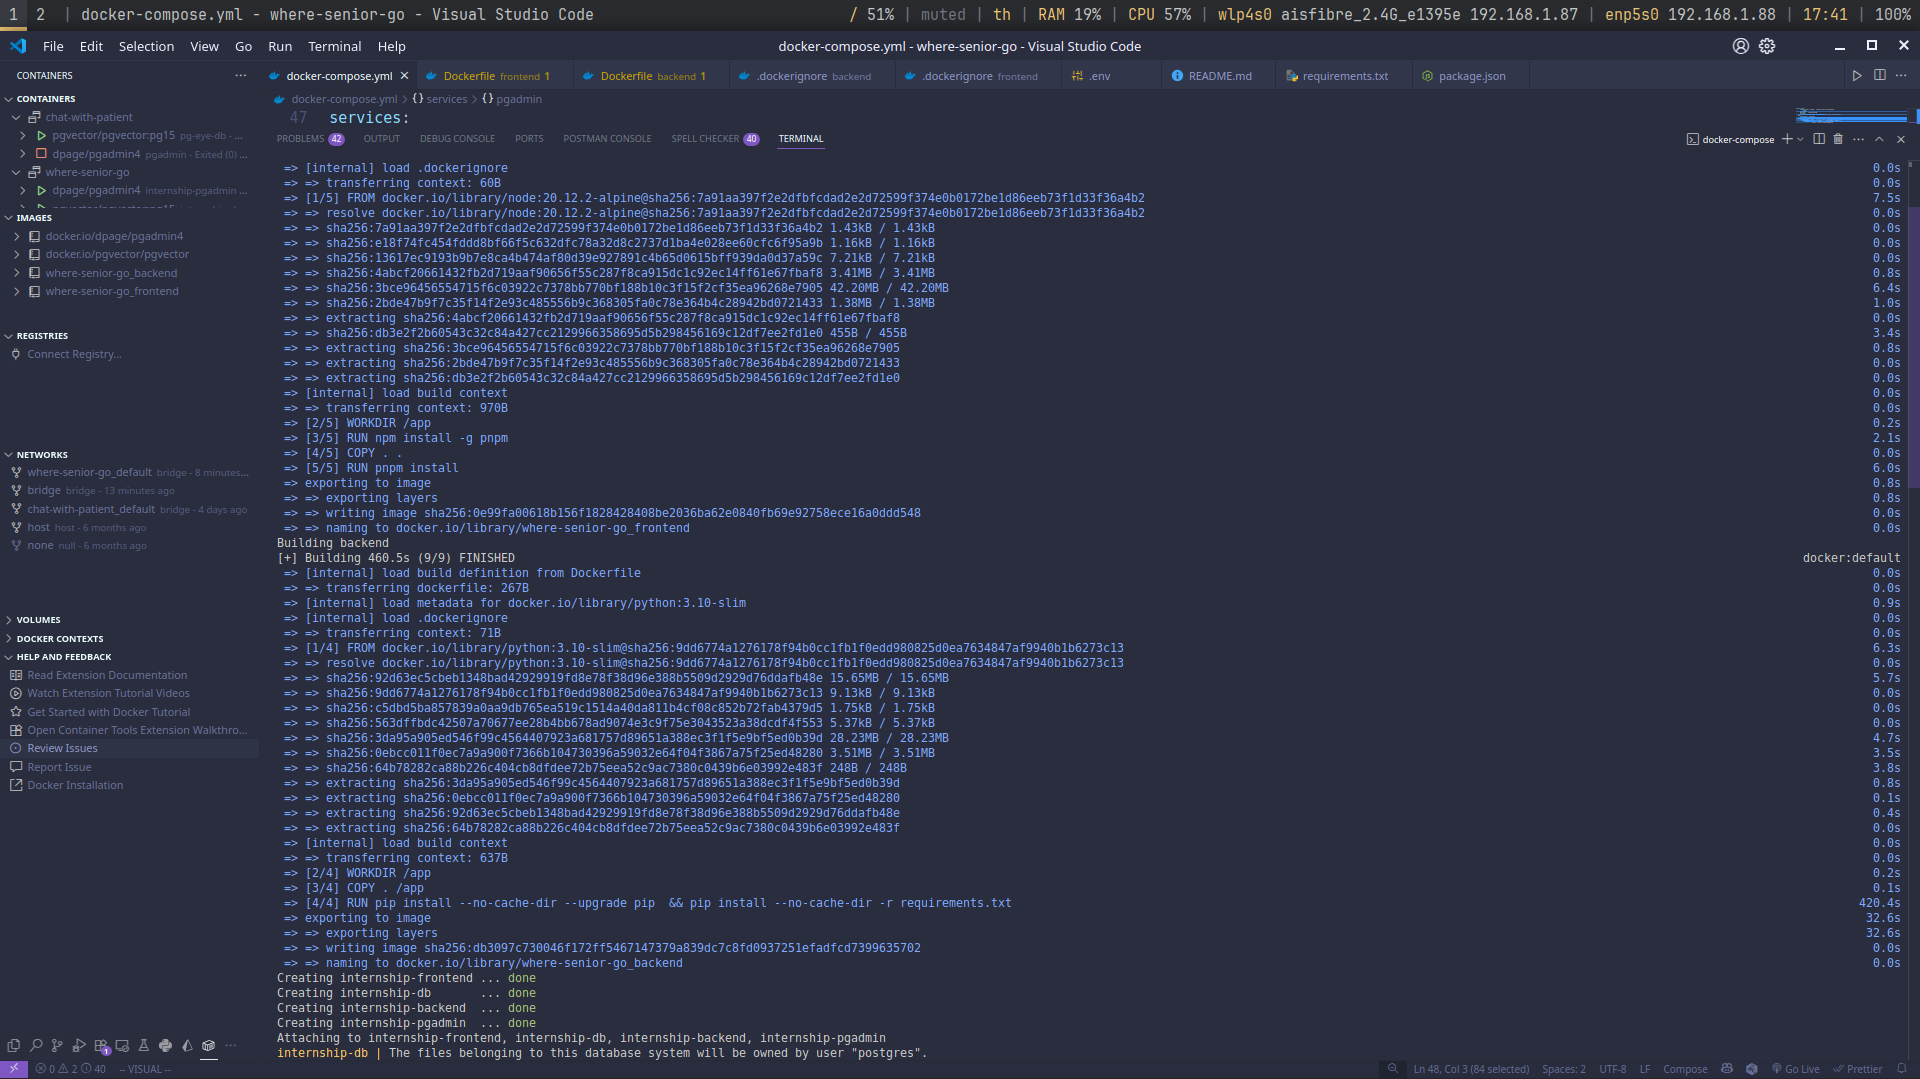 1 2 | docker-compose.yml - where-senior-go - Visual Studio Code / 51% | muted | th | RAM 19% | CPU 57% | wlp4s0 aisfibre_2.4G_e1395e 192.168.1.87 | enp5s0 192.168.1.88 | 17:41 | 100%
File Edit Selection View Go Run Terminal Help docker-compose.yml - where-senior-go - Visual Studio Code
CONTAINERS ···
docker-compose.yml Dockerfile frontend 1 Dockerfile backend 1 .dockerignore backend .dockerignore frontend .env README.md requirements.txt package.json
CONTAINERS
chat-with-patient
pgvector/pgvector:pg15 pg-eye-db - ...
dpage/pgadmin4 pgadmin - Exited (0) ...
where-senior-go
dpage/pgadmin4 internship-pgadmin ...
IMAGES
docker.io/dpage/pgadmin4
docker.io/pgvector/pgvector
where-senior-go_backend
where-senior-go_frontend
REGISTRIES
Connect Registry...
NETWORKS
where-senior-go_default bridge - 8 minutes...
bridge bridge - 13 minutes ago
chat-with-patient_default bridge - 4 days ago
host host - 6 months ago
none null - 6 months ago
VOLUMES
DOCKER CONTEXTS
HELP AND FEEDBACK
Read Extension Documentation
Watch Extension Tutorial Videos
Get Started with Docker Tutorial
Open Container Tools Extension Walkthro...
Review Issues
Report Issue
Docker Installation
docker-compose.yml > {} services > {} pgadmin
47 services:
PROBLEMS 42 OUTPUT DEBUG CONSOLE PORTS POSTMAN CONSOLE SPELL CHECKER 40 TERMINAL docker-compose
=> [internal] load .dockerignore 0.0s
=> => transferring context: 60B 0.0s
=> [1/5] FROM docker.io/library/node:20.12.2-alpine@sha256:7a91aa397f2e2dfbfcdad2e2d72599f374e0b0172be1d86eeb73f1d33f36a4b2 7.5s
=> => resolve docker.io/library/node:20.12.2-alpine@sha256:7a91aa397f2e2dfbfcdad2e2d72599f374e0b0172be1d86eeb73f1d33f36a4b2 0.0s
=> => sha256:7a91aa397f2e2dfbfcdad2e2d72599f374e0b0172be1d86eeb73f1d33f36a4b2 1.43kB / 1.43kB 0.0s
=> => sha256:e18f74fc454fddd8bf66f5c632dfc78a32d8c2737d1ba4e028ee60cfc6f95a9b 1.16kB / 1.16kB 0.0s
=> => sha256:13617ec9193b9b7e8ca4b474af80d39e927891c4b65d0615bff939da0d37a59c 7.21kB / 7.21kB 0.0s
=> => sha256:4abcf20661432fb2d719aaf90656f55c287f8ca915dc1c92ec14ff61e67fbaf8 3.41MB / 3.41MB 0.8s
=> => sha256:3bce96456554715f6c03922c7378bb770bf188b10c3f15f2cf35ea96268e7905 42.20MB / 42.20MB 6.4s
=> => sha256:2bde47b9f7c35f14f2e93c485556b9c368305fa0c78e364b4c28942bd0721433 1.38MB / 1.38MB 1.0s
=> => extracting sha256:4abcf20661432fb2d719aaf90656f55c287f8ca915dc1c92ec14ff61e67fbaf8 0.0s
=> => sha256:db3e2f2b60543c32c84a427cc2129966358695d5b298456169c12df7ee2fd1e0 455B / 455B 3.4s
=> => extracting sha256:3bce96456554715f6c03922c7378bb770bf188b10c3f15f2cf35ea96268e7905 0.8s
=> => extracting sha256:2bde47b9f7c35f14f2e93c485556b9c368305fa0c78e364b4c28942bd0721433 0.0s
=> => extracting sha256:db3e2f2b60543c32c84a427cc2129966358695d5b298456169c12df7ee2fd1e0 0.0s
=> [internal] load build context 0.0s
=> => transferring context: 970B 0.0s
=> [2/5] WORKDIR /app 0.2s
=> [3/5] RUN npm install -g pnpm 2.1s
=> [4/5] COPY . . 0.0s
=> [5/5] RUN pnpm install 6.0s
=> exporting to image 0.8s
=> => exporting layers 0.8s
=> => writing image sha256:0e99fa00618b156f1828428408be2036ba62e0840fb69e92758ece16a0ddd548 0.0s
=> => naming to docker.io/library/where-senior-go_frontend 0.0s
Building backend
[+] Building 460.5s (9/9) FINISHED docker:default
=> [internal] load build definition from Dockerfile 0.0s
=> => transferring dockerfile: 267B 0.0s
=> [internal] load metadata for docker.io/library/python:3.10-slim 0.9s
=> [internal] load .dockerignore 0.0s
=> => transferring context: 71B 0.0s
=> [1/4] FROM docker.io/library/python:3.10-slim@sha256:9dd6774a1276178f94b0cc1fb1f0edd980825d0ea7634847af9940b1b6273c13 6.3s
=> => resolve docker.io/library/python:3.10-slim@sha256:9dd6774a1276178f94b0cc1fb1f0edd980825d0ea7634847af9940b1b6273c13 0.0s
=> => sha256:92d63ec5cbeb1348bad42929919fd8e78f38d96e388b5509d2929d76ddafb48e 15.65MB / 15.65MB 5.7s
=> => sha256:9dd6774a1276178f94b0cc1fb1f0edd980825d0ea7634847af9940b1b6273c13 9.13kB / 9.13kB 0.0s
=> => sha256:c5dbd5ba857839a0aa9db765ea519c1514a40da811b4cf08c852b72fab4379d5 1.75kB / 1.75kB 0.0s
=> => sha256:563dffbdc42507a70677ee28b4bb678ad9074e3c9f75e3043523a38dcdf4f553 5.37kB / 5.37kB 0.0s
=> => sha256:3da95a905ed546f99c4564407923a681757d89651a388ec3f1f5e9bf5ed0b39d 28.23MB / 28.23MB 4.7s
=> => sha256:0ebcc011f0ec7a9a900f7366b104730396a59032e64f04f3867a75f25ed48280 3.51MB / 3.51MB 3.5s
=> => sha256:64b78282ca88b226c404cb8dfdee72b75eea52c9ac7380c0439b6e03992e483f 248B / 248B 3.8s
=> => extracting sha256:3da95a905ed546f99c4564407923a681757d89651a388ec3f1f5e9bf5ed0b39d 0.8s
=> => extracting sha256:0ebcc011f0ec7a9a900f7366b104730396a59032e64f04f3867a75f25ed48280 0.1s
=> => extracting sha256:92d63ec5cbeb1348bad42929919fd8e78f38d96e388b5509d2929d76ddafb48e 0.4s
=> => extracting sha256:64b78282ca88b226c404cb8dfdee72b75eea52c9ac7380c0439b6e03992e483f 0.0s
=> [internal] load build context 0.0s
=> => transferring context: 637B 0.0s
=> [2/4] WORKDIR /app 0.2s
=> [3/4] COPY . /app 0.1s
=> [4/4] RUN pip install --no-cache-dir --upgrade pip && pip install --no-cache-dir -r requirements.txt 420.4s
=> exporting to image 32.6s
=> => exporting layers 32.6s
=> => writing image sha256:db3097c730046f172ff5467147379a839dc7c8fd0937251efadfcd7399635702 0.0s
=> => naming to docker.io/library/where-senior-go_backend 0.0s
Creating internship-frontend ... done
Creating internship-db ... done
Creating internship-backend ... done
Creating internship-pgadmin ... done
Attaching to internship-frontend, internship-db, internship-backend, internship-pgadmin
internship-db | The files belonging to this database system will be owned by user "postgres".
0 2 40 -- VISUAL -- Ln 48, Col 3 (84 selected) Spaces: 2 UTF-8 LF Compose Go Live Prettier